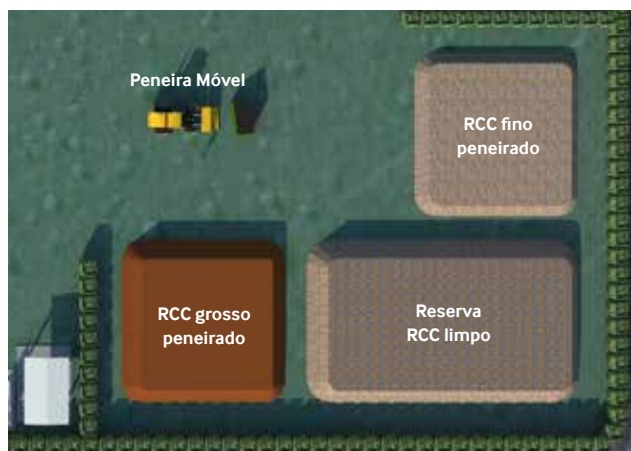 Peneira Móvel
RCC fino
peneirado
RCC grosso
peneirado
Reserva
RCC limpo